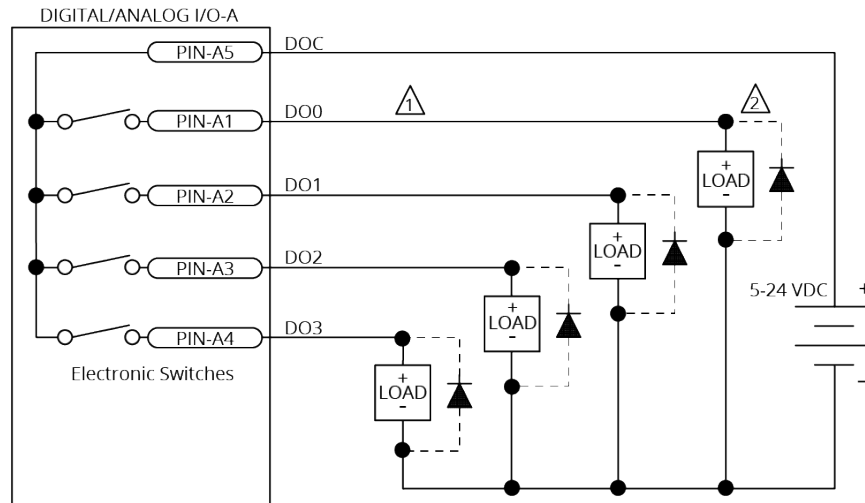 DIGITAL/ANALOG I/O-A
PIN-A5 DOC
PIN-A1 DO0 1 2
+ LOAD -
PIN-A2 DO1
+ LOAD -
PIN-A3 DO2
5-24 VDC +
+ LOAD -
PIN-A4 DO3
Electronic Switches
+ LOAD -
-